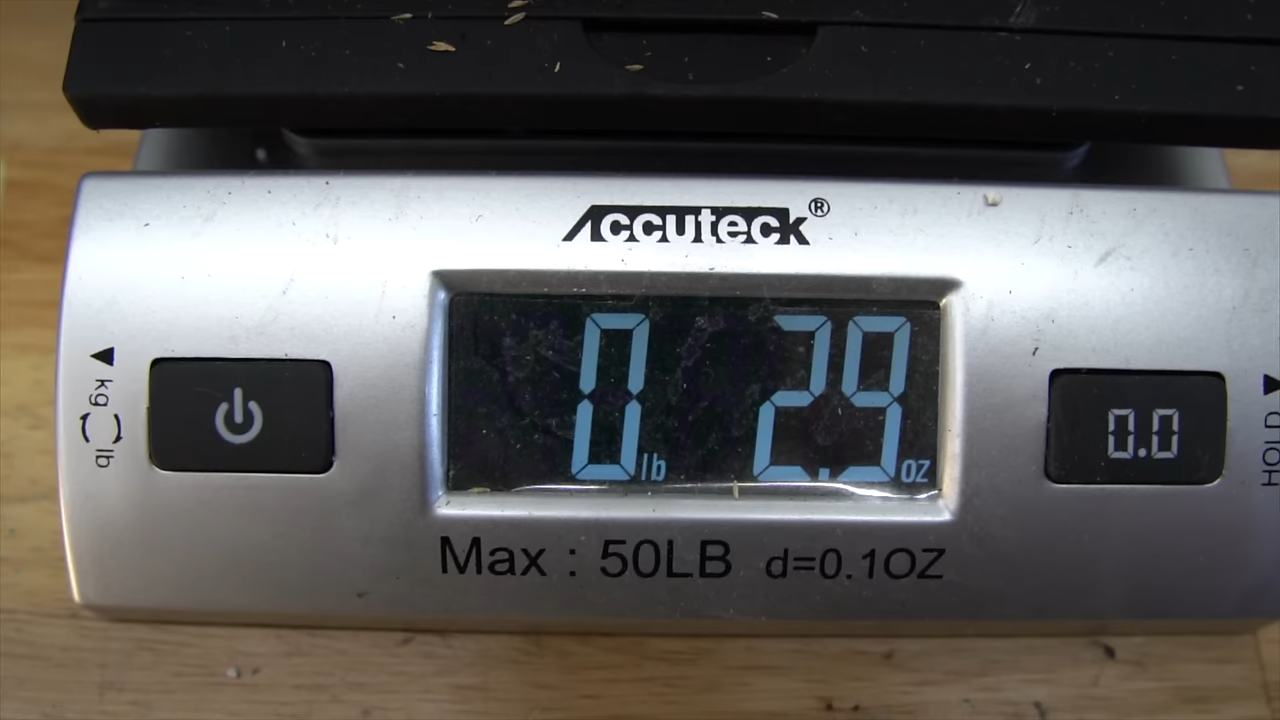 Accuteck®
0 lb 2.9 oz
kg lb
0.0
HOLD
Max : 50LB d=0.1OZ